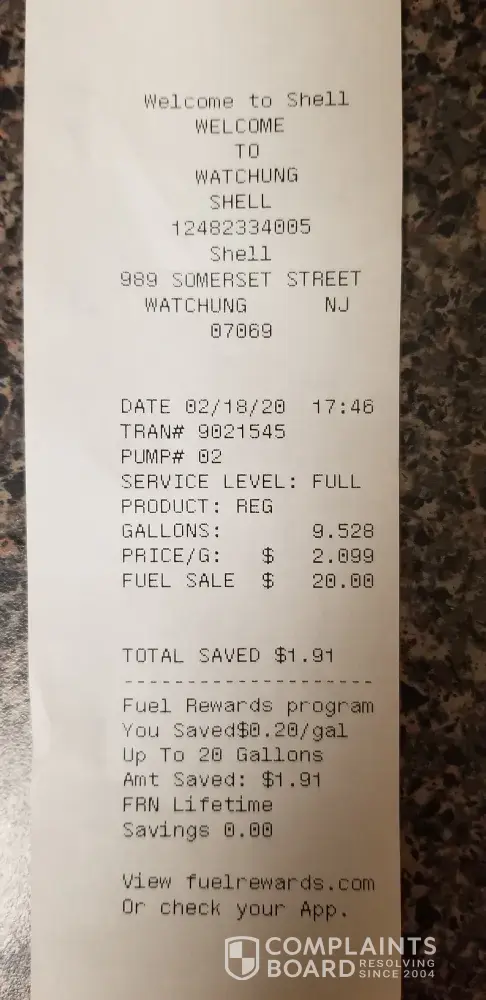 Welcome to Shell
WELCOME
TO
WATCHUNG
SHELL
12482334005
Shell
989 SOMERSET STREET
WATCHUNG NJ
07069
DATE 02/18/20 17:46
TRAN# 9021545
PUMP# 02
SERVICE LEVEL: FULL
PRODUCT: REG
GALLONS: 9.528
PRICE/G: $ 2.099
FUEL SALE $ 20.00
TOTAL SAVED $1.91
--------------------
Fuel Rewards program
You Saved$0.20/gal
Up To 20 Gallons
Amt Saved: $1.91
FRN Lifetime
Savings 0.00
View fuelrewards.com
Or check your App.
COMPLAINTS
BOARD RESOLVING
SINCE 2004